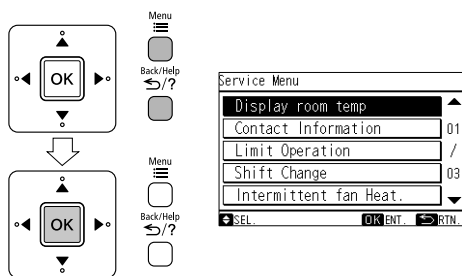 Menu
Back/Help
/?
OK
Menu
Back/Help
/?
OK
Service Menu
Display room temp
Contact Information
01
Limit Operation
/
Shift Change
03
Intermittent fan Heat.
SEL.
OK ENT.
RTN.